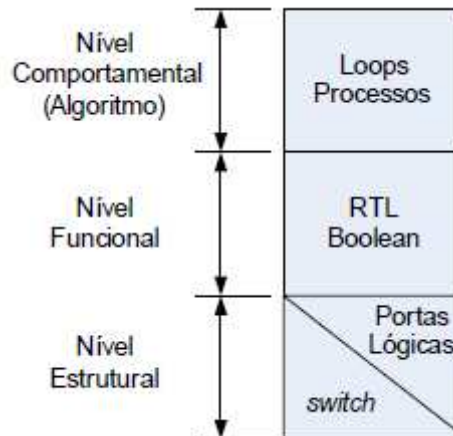 Nível
Comportamental
(Algoritmo)
Loops
Processos
Nível
Funcional
RTL
Boolean
Nível
Estrutural
Portas
Lógicas
switch